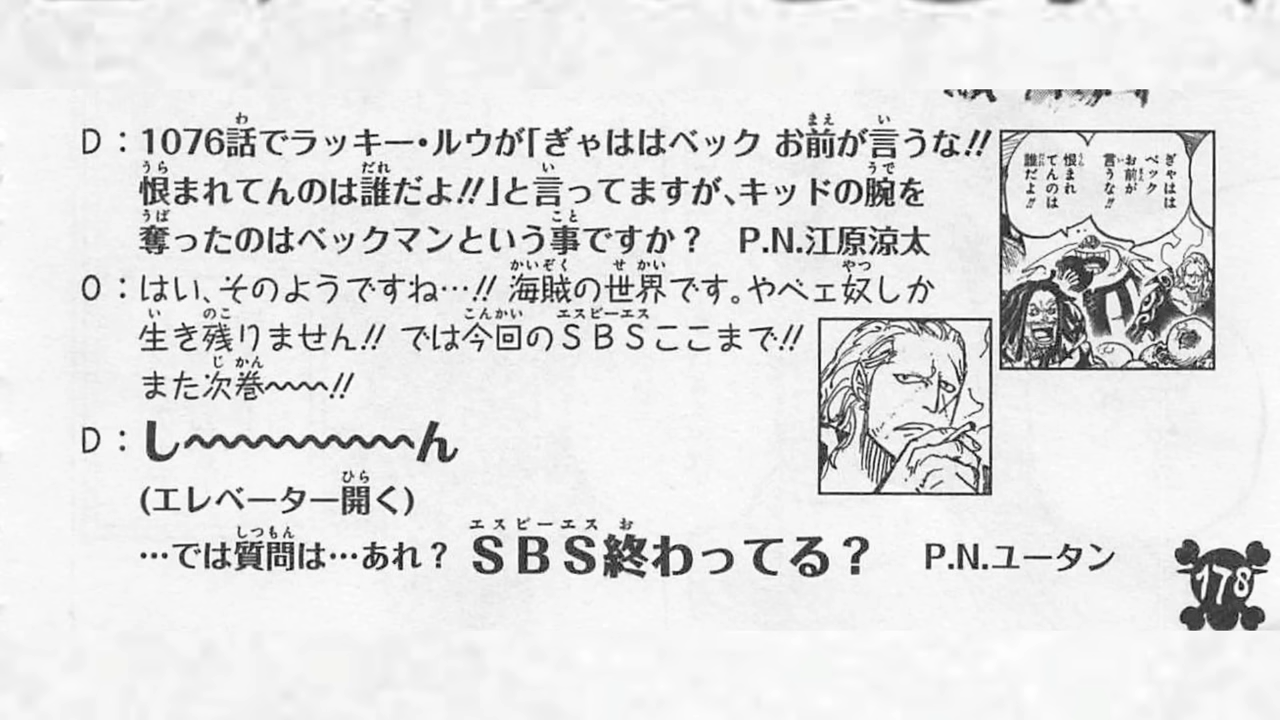 D：1076話でラッキー・ルウが「ぎゃははベック お前が言うな!!
恨まれてんのは誰だよ!!」と言ってますが、キッドの腕を
奪ったのはベックマンという事ですか？ P.N.江原涼太
O：はい、そのようですね…!! 海賊の世界です。やべェ奴しか
生き残りません!! では今回のSBSここまで!!
また次巻〜〜〜!!
D：し〜〜〜〜〜〜〜〜〜ん
(エレベーター開く)
…では質問は…あれ？ SBS終わってる？ P.N.ユータン
ぎゃはは
ベック
お前が
言うな!!
恨まれ
てんのは
誰だよ!!
178